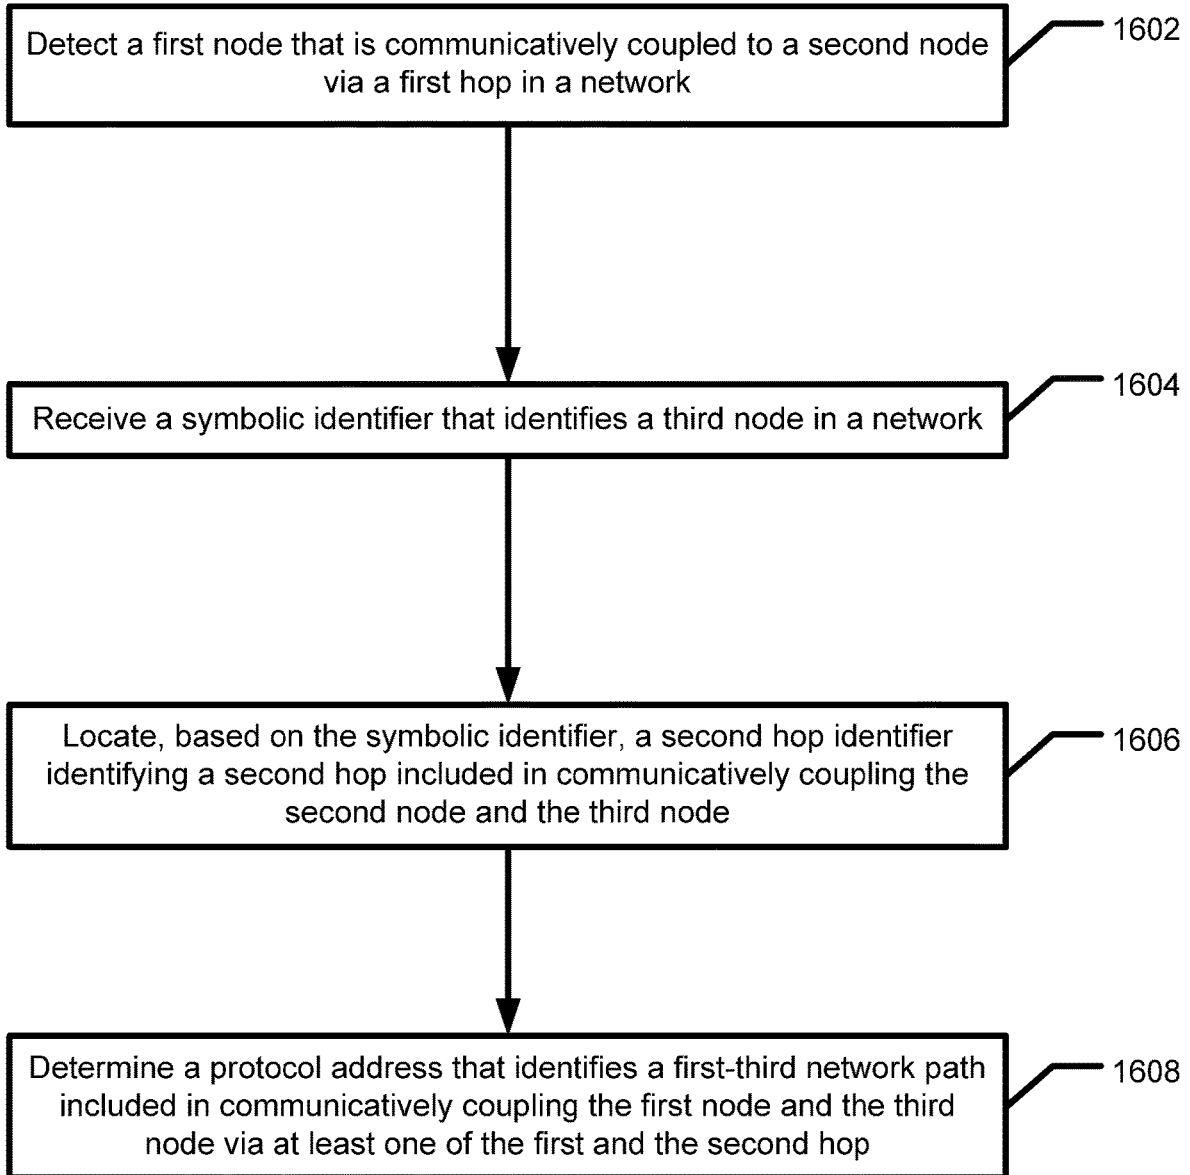 Detect a first node that is communicatively coupled to a second node
via a first hop in a network
1602
Receive a symbolic identifier that identifies a third node in a network
1604
Locate, based on the symbolic identifier, a second hop identifier
identifying a second hop included in communicatively coupling the
second node and the third node
1606
Determine a protocol address that identifies a first-third network path
included in communicatively coupling the first node and the third
node via at least one of the first and the second hop
1608